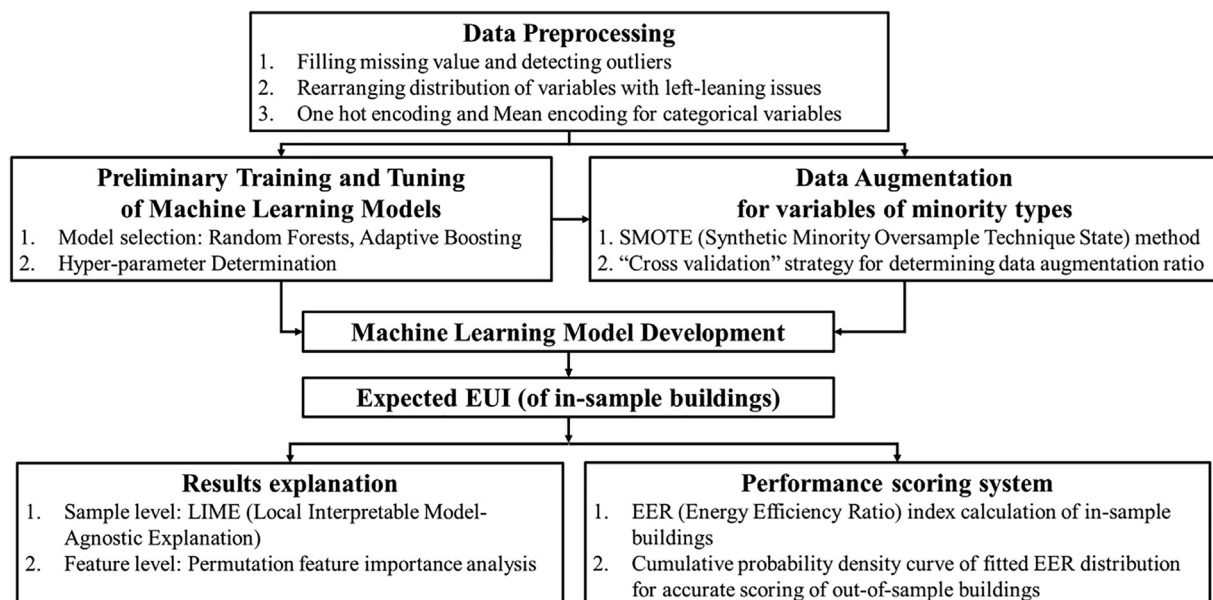 Data Preprocessing
1. Filling missing value and detecting outliers
2. Rearranging distribution of variables with left-leaning issues
3. One hot encoding and Mean encoding for categorical variables
Preliminary Training and Tuning
of Machine Learning Models
1. Model selection: Random Forests, Adaptive Boosting
2. Hyper-parameter Determination
Data Augmentation
for variables of minority types
1. SMOTE (Synthetic Minority Oversample Technique State) method
2. “Cross validation” strategy for determining data augmentation ratio
Machine Learning Model Development
Expected EUI (of in-sample buildings)
Results explanation
1. Sample level: LIME (Local Interpretable Model-
Agnostic Explanation)
2. Feature level: Permutation feature importance analysis
Performance scoring system
1. EER (Energy Efficiency Ratio) index calculation of in-sample
buildings
2. Cumulative probability density curve of fitted EER distribution
for accurate scoring of out-of-sample buildings